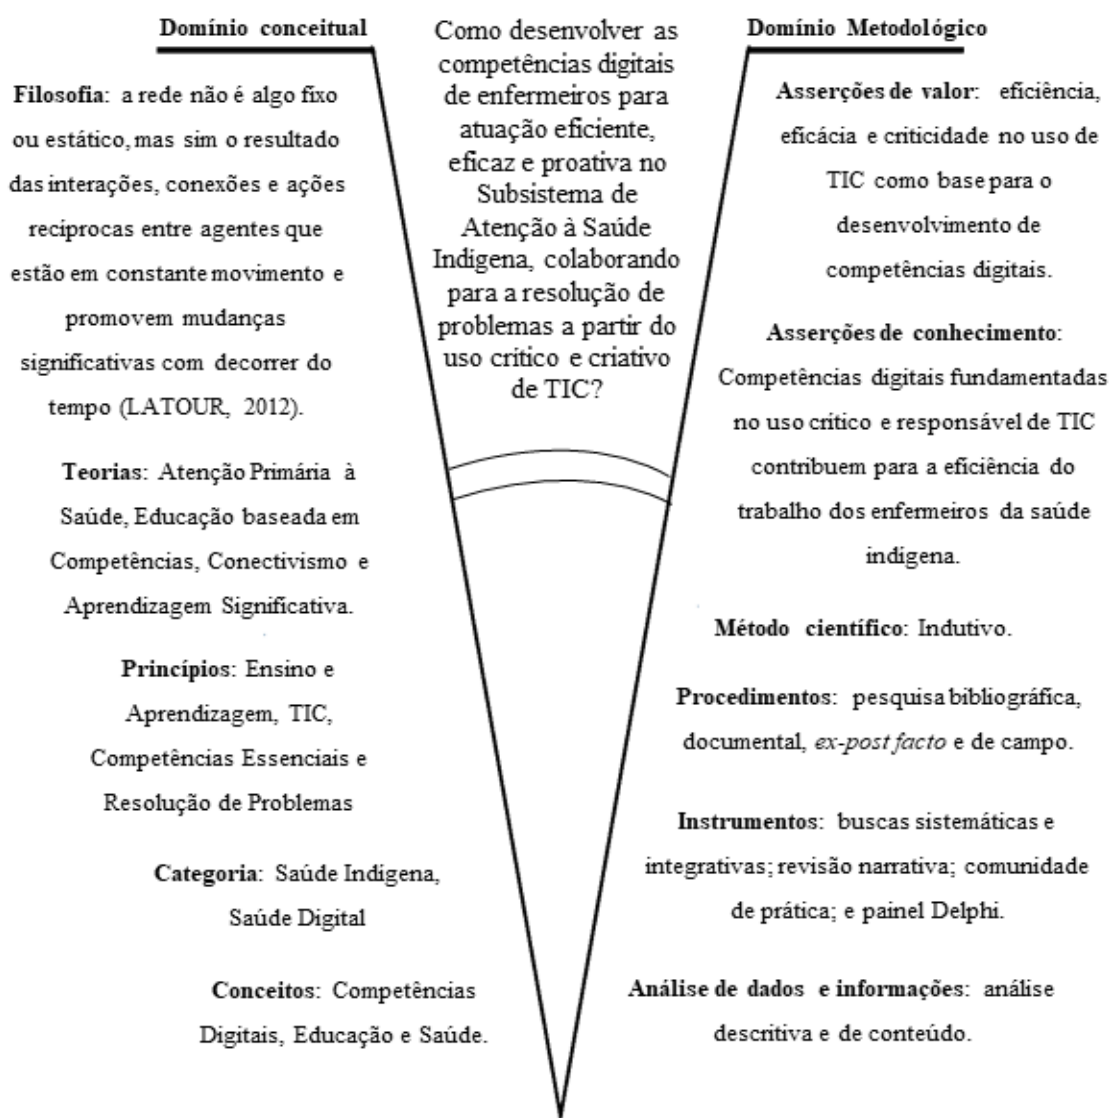 Domínio conceitual
Filosofia: a rede não é algo fixo
ou estático, mas sim o resultado
das interações, conexões e ações
recíprocas entre agentes que
estão em constante movimento e
promovem mudanças
significativas com decorrer do
tempo (LATOUR, 2012).
Teorias: Atenção Primária à
Saúde, Educação baseada em
Competências, Conectivismo e
Aprendizagem Significativa.
Princípios: Ensino e
Aprendizagem, TIC,
Competências Essenciais e
Resolução de Problemas
Categoria: Saúde Indígena,
Saúde Digital
Conceitos: Competências
Digitais, Educação e Saúde.
Como desenvolver as
competências digitais
de enfermeiros para
atuação eficiente,
eficaz e proativa no
Subsistema de
Atenção à Saúde
Indígena, colaborando
para a resolução de
problemas a partir do
uso crítico e criativo
de TIC?
Domínio Metodológico
Asserções de valor: eficiência,
eficácia e criticidade no uso de
TIC como base para o
desenvolvimento de
competências digitais.
Asserções de conhecimento:
Competências digitais fundamentadas
no uso crítico e responsável de TIC
contribuem para a eficiência do
trabalho dos enfermeiros da saúde
indígena.
Método científico: Indutivo.
Procedimentos: pesquisa bibliográfica,
documental, ex-post facto e de campo.
Instrumentos: buscas sistemáticas e
integrativas; revisão narrativa; comunidade
de prática; e painel Delphi.
Análise de dados e informações: análise
descritiva e de conteúdo.